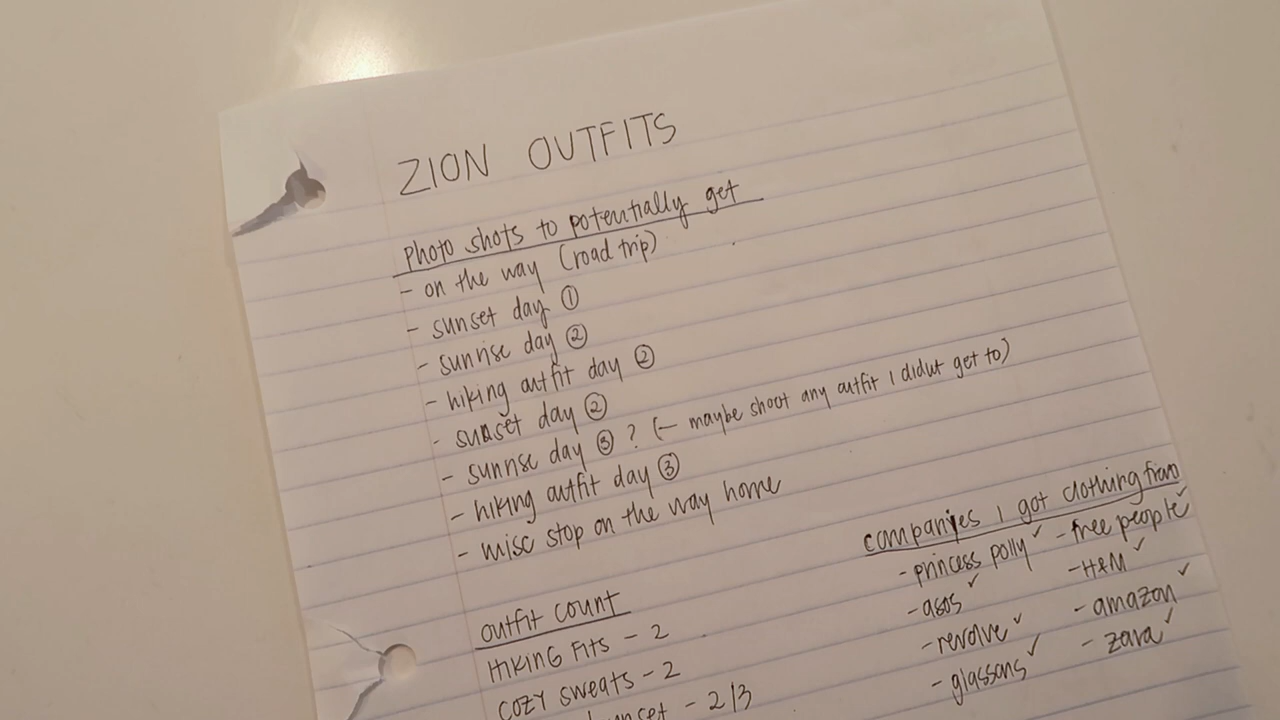 ZION OUTFITS
photo shots to potentially get
- on the way (road trip)
- sunset day ①
- sunrise day ②
- hiking outfit day ②
- sunset day ②
- sunrise day ③ ? (– maybe shoot any outfit I didnt get to)
- hiking outfit day ③
- misc stop on the way home
companies I got clothing from
- princess polly ✓
- free people ✓
- asos ✓
- H&M ✓
- revolve ✓
- amazon ✓
- glassons ✓
- zara ✓
outfit count
HIKING FITS - 2
COZY SWEATS - 2
- 2/3